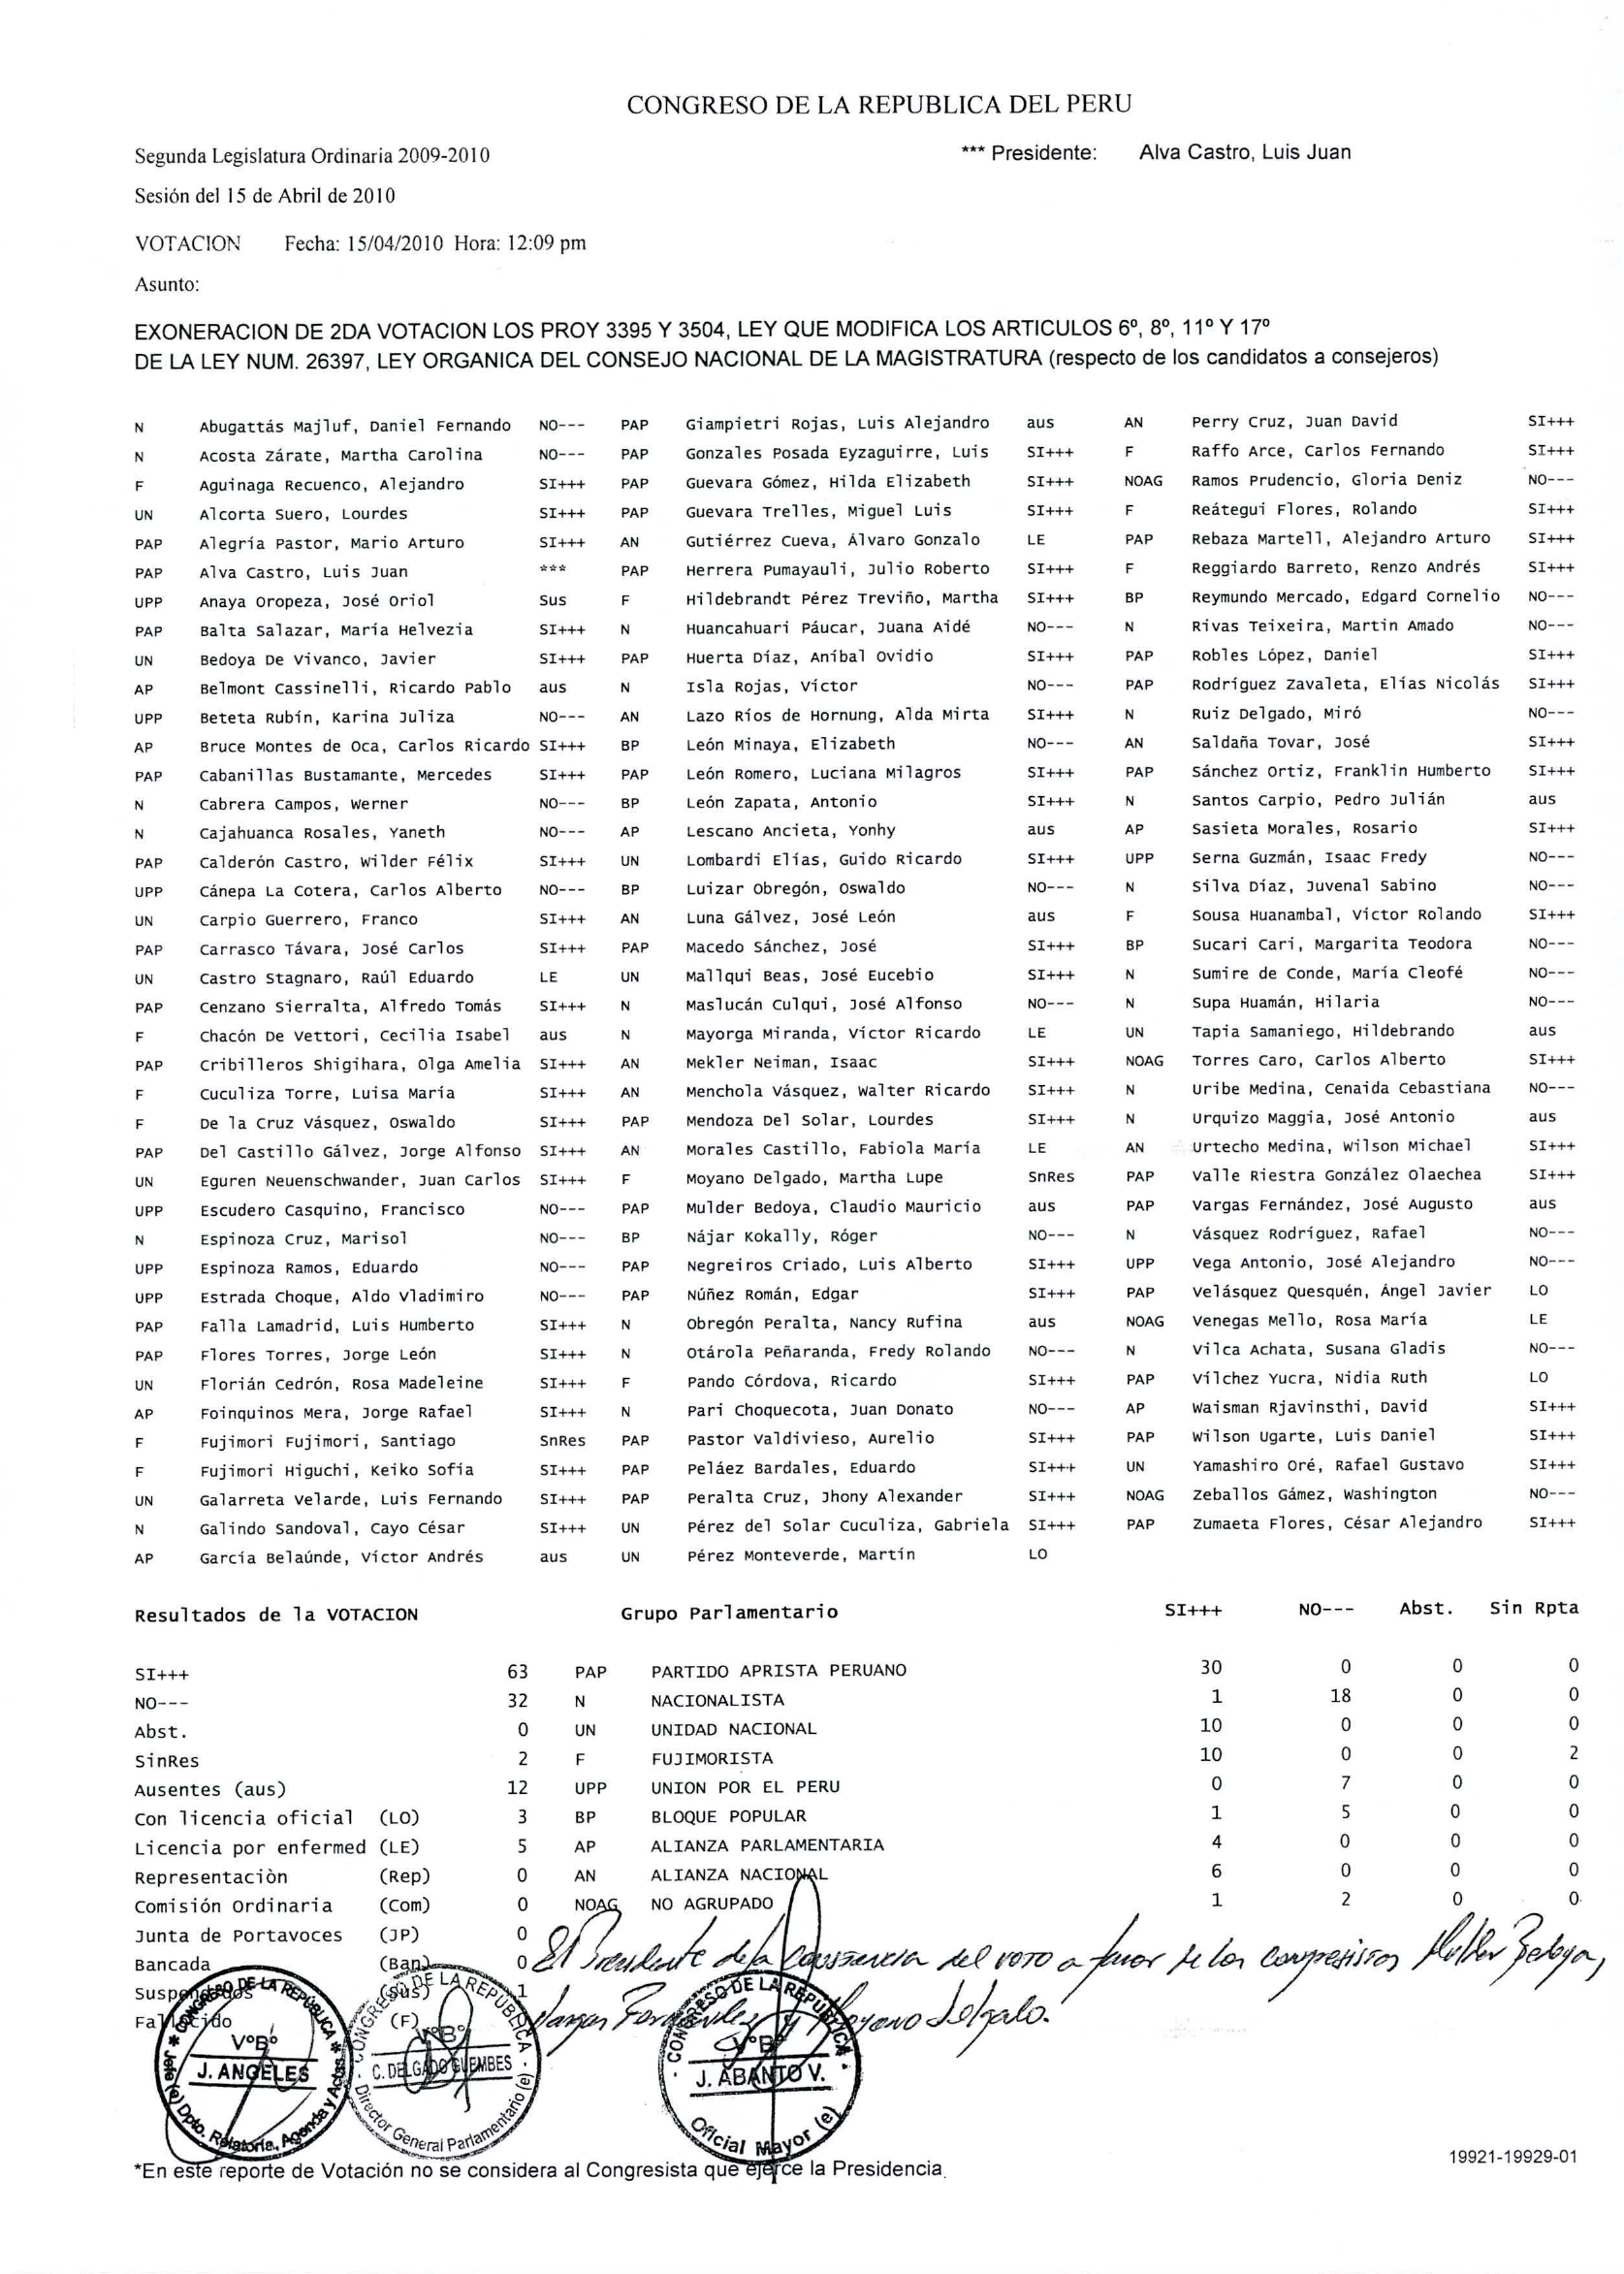 CONGRESO DE LA REPUBLICA DEL PERU
Segunda Legislatura Ordinaria 2009-2010 *** Presidente: Alva Castro, Luis Juan
Sesión del 15 de Abril de 2010
VOTACION Fecha: 15/04/2010 Hora: 12:09 pm
Asunto:
EXONERACION DE 2DA VOTACION LOS PROY 3395 Y 3504, LEY QUE MODIFICA LOS ARTICULOS 6º, 8º, 11º Y 17º
DE LA LEY NUM. 26397, LEY ORGANICA DEL CONSEJO NACIONAL DE LA MAGISTRATURA (respecto de los candidatos a consejeros)
N Abugattás Majluf, Daniel Fernando NO--- PAP Giampietri Rojas, Luis Alejandro aus AN Perry Cruz, Juan David SI+++
N Acosta Zárate, Martha Carolina NO--- PAP Gonzales Posada Eyzaguirre, Luis SI+++ F Raffo Arce, Carlos Fernando SI+++
F Aguinaga Recuenco, Alejandro SI+++ PAP Guevara Gómez, Hilda Elizabeth SI+++ NOAG Ramos Prudencio, Gloria Deniz NO---
UN Alcorta Suero, Lourdes SI+++ PAP Guevara Trelles, Miguel Luis SI+++ F Reátegui Flores, Rolando SI+++
PAP Alegría Pastor, Mario Arturo SI+++ AN Gutiérrez Cueva, Álvaro Gonzalo LE PAP Rebaza Martell, Alejandro Arturo SI+++
PAP Alva Castro, Luis Juan *** PAP Herrera Pumayauli, Julio Roberto SI+++ F Reggiardo Barreto, Renzo Andrés SI+++
UPP Anaya Oropeza, José Oriol Sus F Hildebrandt Pérez Treviño, Martha SI+++ BP Reymundo Mercado, Edgard Cornelio NO---
PAP Balta Salazar, María Helvezia SI+++ N Huancahuari Páucar, Juana Aidé NO--- N Rivas Teixeira, Martin Amado NO---
UN Bedoya De Vivanco, Javier SI+++ PAP Huerta Díaz, Aníbal Ovidio SI+++ PAP Robles López, Daniel SI+++
AP Belmont Cassinelli, Ricardo Pablo aus N Isla Rojas, Víctor NO--- PAP Rodríguez Zavaleta, Elías Nicolás SI+++
UPP Beteta Rubín, Karina Juliza NO--- AN Lazo Ríos de Hornung, Alda Mirta SI+++ N Ruiz Delgado, Miró NO---
AP Bruce Montes de Oca, Carlos Ricardo SI+++ BP León Minaya, Elizabeth NO--- AN Saldaña Tovar, José SI+++
PAP Cabanillas Bustamante, Mercedes SI+++ PAP León Romero, Luciana Milagros SI+++ PAP Sánchez Ortiz, Franklin Humberto SI+++
N Cabrera Campos, Werner NO--- BP León Zapata, Antonio SI+++ N Santos Carpio, Pedro Julián aus
N Cajahuanca Rosales, Yaneth NO--- AP Lescano Ancieta, Yonhy aus AP Sasieta Morales, Rosario SI+++
PAP Calderón Castro, Wilder Félix SI+++ UN Lombardi Elías, Guido Ricardo SI+++ UPP Serna Guzmán, Isaac Fredy NO---
UPP Cánepa La Cotera, Carlos Alberto NO--- BP Luizar Obregón, Oswaldo NO--- N Silva Díaz, Juvenal Sabino NO---
UN Carpio Guerrero, Franco SI+++ AN Luna Gálvez, José León aus F Sousa Huanambal, Víctor Rolando SI+++
PAP Carrasco Távara, José Carlos SI+++ PAP Macedo Sánchez, José SI+++ BP Sucari Cari, Margarita Teodora NO---
UN Castro Stagnaro, Raúl Eduardo LE UN Mallqui Beas, José Eucebio SI+++ N Sumire de Conde, María Cleofé NO---
PAP Cenzano Sierralta, Alfredo Tomás SI+++ N Maslucán Culqui, José Alfonso NO--- N Supa Huamán, Hilaria NO---
F Chacón De Vettori, Cecilia Isabel aus N Mayorga Miranda, Víctor Ricardo LE UN Tapia Samaniego, Hildebrando aus
PAP Cribilleros Shigihara, Olga Amelia SI+++ AN Mekler Neiman, Isaac SI+++ NOAG Torres Caro, Carlos Alberto SI+++
F Cuculiza Torre, Luisa María SI+++ AN Menchola Vásquez, Walter Ricardo SI+++ N Uribe Medina, Cenaida Cebastiana NO---
F De la Cruz Vásquez, Oswaldo SI+++ PAP Mendoza Del Solar, Lourdes SI+++ N Urquizo Maggia, José Antonio aus
PAP Del Castillo Gálvez, Jorge Alfonso SI+++ AN Morales Castillo, Fabiola María LE AN Urtecho Medina, Wilson Michael SI+++
UN Eguren Neuenschwander, Juan Carlos SI+++ F Moyano Delgado, Martha Lupe SnRes PAP Valle Riestra González Olaechea SI+++
UPP Escudero Casquino, Francisco NO--- PAP Mulder Bedoya, Claudio Mauricio aus PAP Vargas Fernández, José Augusto aus
N Espinoza Cruz, Marisol NO--- BP Nájar Kokally, Róger NO--- N Vásquez Rodríguez, Rafael NO---
UPP Espinoza Ramos, Eduardo NO--- PAP Negreiros Criado, Luis Alberto SI+++ UPP Vega Antonio, José Alejandro NO---
UPP Estrada Choque, Aldo Vladimiro NO--- PAP Núñez Román, Edgar SI+++ PAP Velásquez Quesquén, Ángel Javier LO
PAP Falla Lamadrid, Luis Humberto SI+++ N Obregón Peralta, Nancy Rufina aus NOAG Venegas Mello, Rosa María LE
PAP Flores Torres, Jorge León SI+++ N Otárola Peñaranda, Fredy Rolando NO--- N Vilca Achata, Susana Gladis NO---
UN Florián Cedrón, Rosa Madeleine SI+++ F Pando Córdova, Ricardo SI+++ PAP Vílchez Yucra, Nidia Ruth LO
AP Foinquinos Mera, Jorge Rafael SI+++ N Pari Choquecota, Juan Donato NO--- AP Waisman Rjavinsthi, David SI+++
F Fujimori Fujimori, Santiago SnRes PAP Pastor Valdivieso, Aurelio SI+++ PAP Wilson Ugarte, Luis Daniel SI+++
F Fujimori Higuchi, Keiko Sofía SI+++ PAP Peláez Bardales, Eduardo SI+++ UN Yamashiro Oré, Rafael Gustavo SI+++
UN Galarreta Velarde, Luis Fernando SI+++ PAP Peralta Cruz, Jhony Alexander SI+++ NOAG Zeballos Gámez, Washington NO---
N Galindo Sandoval, Cayo César SI+++ UN Pérez del Solar Cuculiza, Gabriela SI+++ PAP Zumaeta Flores, César Alejandro SI+++
AP García Belaúnde, Víctor Andrés aus UN Pérez Monteverde, Martín LO
Resultados de la VOTACION Grupo Parlamentario SI+++ NO--- Abst. Sin Rpta
SI+++ 63 PAP PARTIDO APRISTA PERUANO 30 0 0 0
NO--- 32 N NACIONALISTA 1 18 0 0
Abst. 0 UN UNIDAD NACIONAL 10 0 0 0
SinRes 2 F FUJIMORISTA 10 0 0 2
Ausentes (aus) 12 UPP UNION POR EL PERU 0 7 0 0
Con licencia oficial (LO) 3 BP BLOQUE POPULAR 1 5 0 0
Licencia por enfermed (LE) 5 AP ALIANZA PARLAMENTARIA 4 0 0 0
Representaciòn (Rep) 0 AN ALIANZA NACIONAL 6 0 0 0
Comisión Ordinaria (Com) 0 NOAG NO AGRUPADO 1 2 0 0
Junta de Portavoces (JP) 0
Bancada (Ban) 0 El Presidente deja constancia del voto a favor de los congresistas Mulder Bedoya,
Suspendidos (Sus) 1
Fallecido (F) Vargas Fernández y Moyano Delgado.
CONGRESO DE LA REPÚBLICA VºBº J. ANGELES Jefe (e) Dpto. Relatoría, Agenda y Actas
CONGRESO DE LA REPUBLICA VºBº C. DELGADO GUEMBES Director General Parlamentario (e)
CONGRESO DE LA REPÚBLICA VºBº J. ABANTO V. Oficial Mayor (e)
19921-19929-01
*En este reporte de Votación no se considera al Congresista que ejerce la Presidencia.